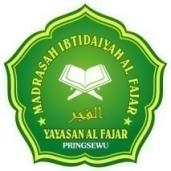 MADRASAH IBTIDAIYAH AL FAJAR
الفجر
YAYASAN AL FAJAR
PRINGSEWU